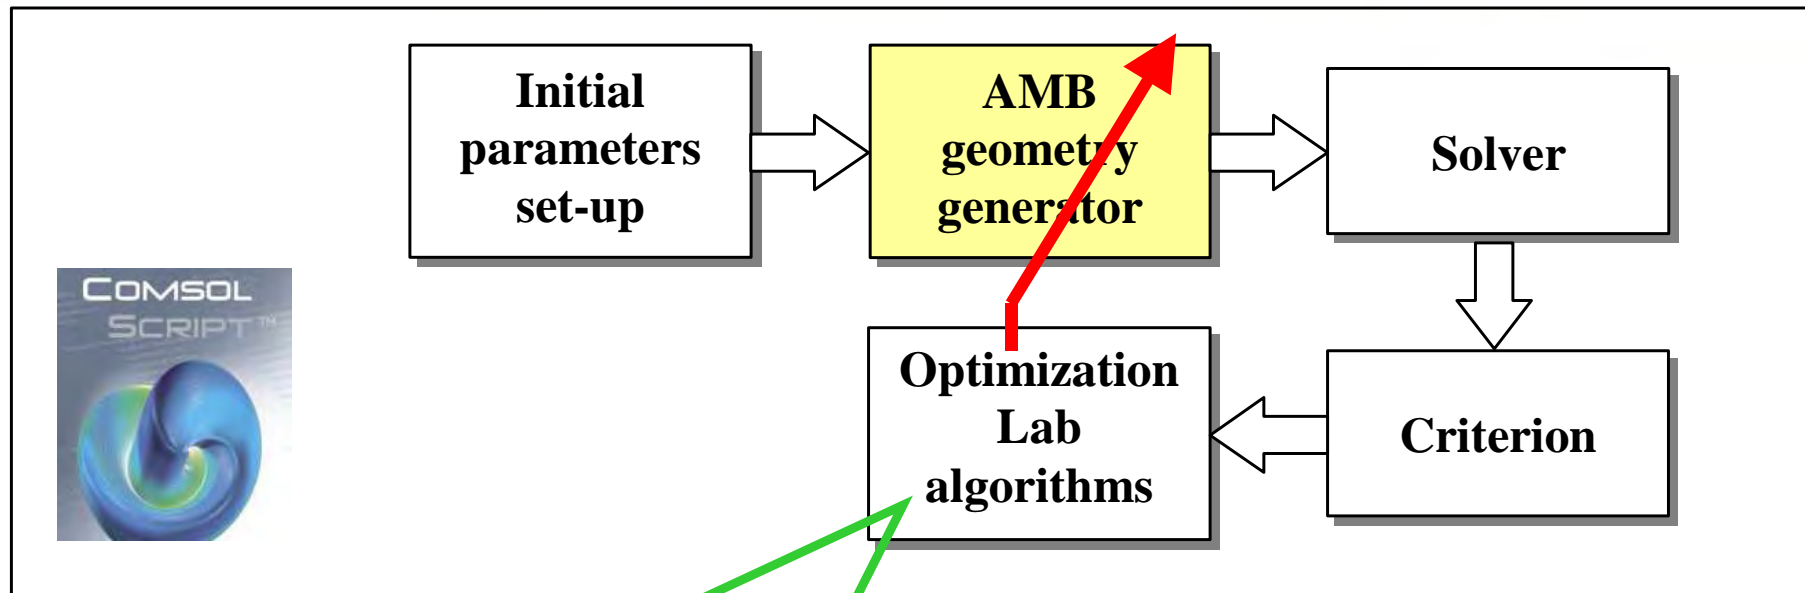 Initial
parameters
set-up
AMB
geometry
generator
Solver
COMSOL
SCRIPT™
Optimization
Lab
algorithms
Criterion